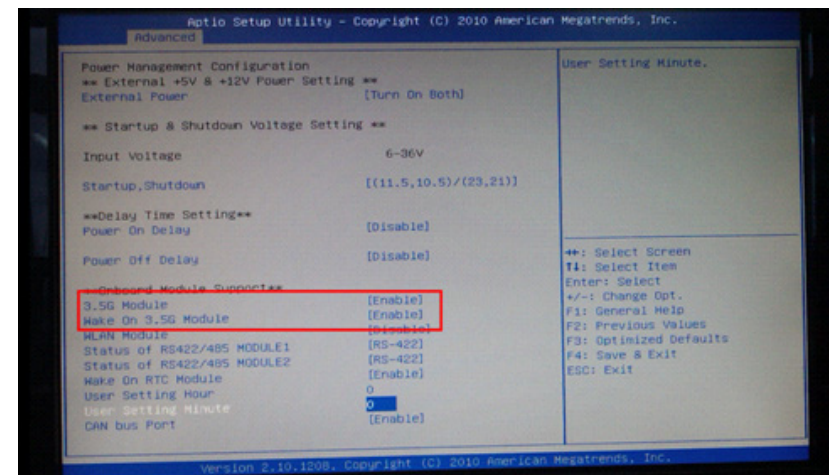 Aptio Setup Utility - Copyright (C) 2010 American Megatrends, Inc.
Advanced
Power Management Configuration
** External +5V & +12V Power Setting **
External Power [Turn On Both]
** Startup & Shutdown Voltage Setting **
Input Voltage 6-36V
Startup,Shutdown [(11.5,10.5)/(23,21)]
**Delay Time Setting**
Power On Delay [Disable]
Power Off Delay [Disable]
**Onboard Module Support**
3.5G Module [Enable]
Wake On 3.5G Module [Enable]
WLAN Module [Disable]
Status of RS422/485 MODULE1 [RS-422]
Status of RS422/485 MODULE2 [RS-422]
Wake On RTC Module [Enable]
User Setting Hour 0
User Setting Minute 0
CAN bus Port [Enable]
User Setting Minute.
↔: Select Screen
↑↓: Select Item
Enter: Select
+/-: Change Opt.
F1: General Help
F2: Previous Values
F3: Optimized Defaults
F4: Save & Exit
ESC: Exit
Version 2.10.1208. Copyright (C) 2010 American Megatrends, Inc.